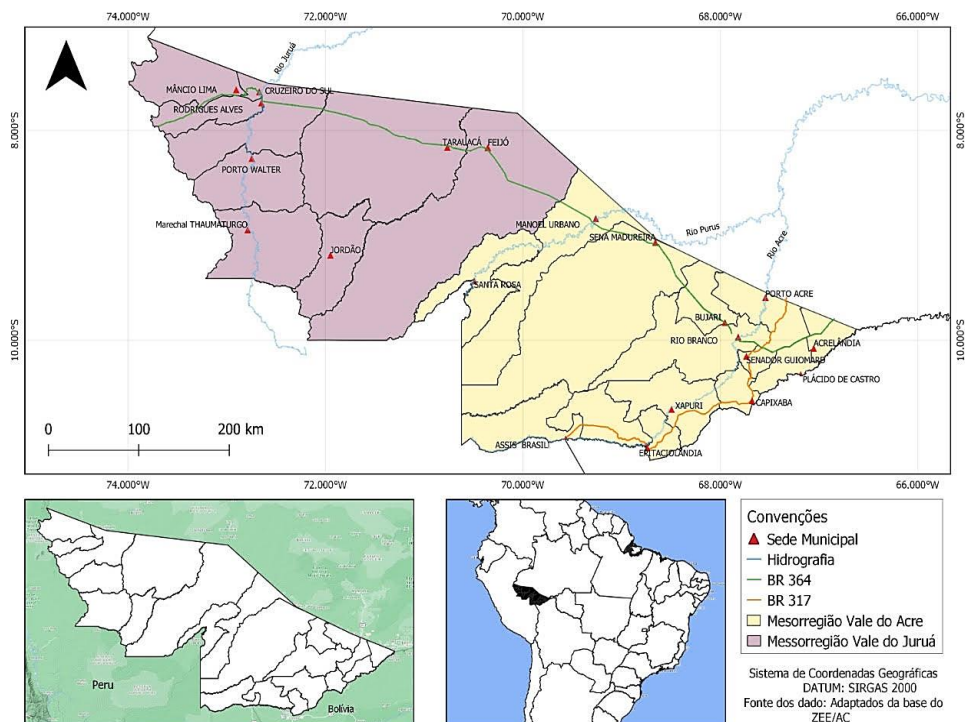 74.000°W 72.000°W 70.000°W 68.000°W 66.000°W
Rio Juruá
MÂNCIO LIMA
CRUZEIRO DO SUL
RODRIGUES ALVES
8.000°S 8.000°S
TARAUACÁ FEIJÓ
PORTO WALTER
Marechal THAUMATURGO
MANOEL URBANO
SENA MADUREIRA
Rio Purus
Rio Acre
JORDÃO
SANTA ROSA
PORTO ACRE
BUJARI
RIO BRANCO
10.000°S 10.000°S
ACRELÂNDIA
SENADOR GUIOMARD
PLÁCIDO DE CASTRO
XAPURI
CAPIXABA
ASSIS BRASIL
EPITACIOLANDIA
0 100 200 km
74.000°W 72.000°W 70.000°W 68.000°W 66.000°W
Peru
Bolívia
Convenções
Sede Municipal
Hidrografia
BR 364
BR 317
Mesorregião Vale do Acre
Messorregião Vale do Juruá
Sistema de Coordenadas Geográficas
DATUM: SIRGAS 2000
Fonte dos dado: Adaptados da base do
ZEE/AC